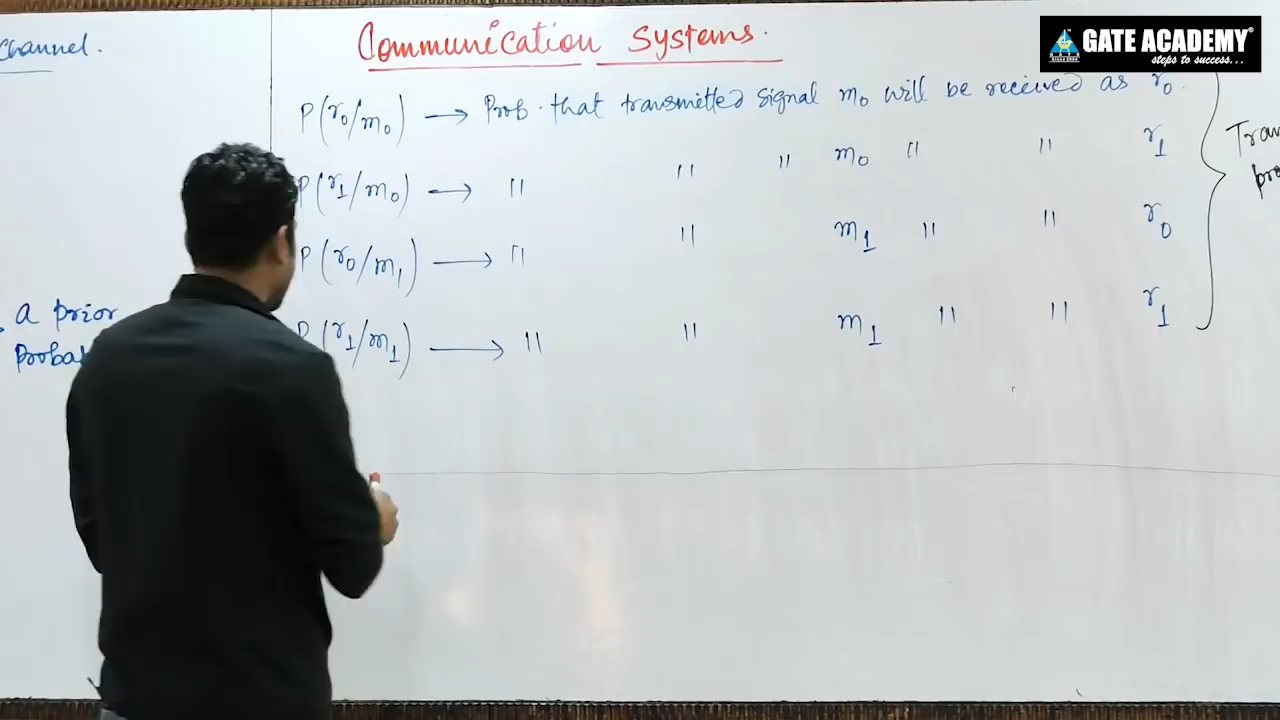 channel.
Communication Systems.
GATE ACADEMY®
steps to success...
P(r0/m0) → Prob. that transmitted signal m0 will be received as r0.
P(r1/m0) → " " " m0 " " r1
P(r0/m1) → " " m1 " " r0
P(r1/m1) → " " m1 " " r1
a prior